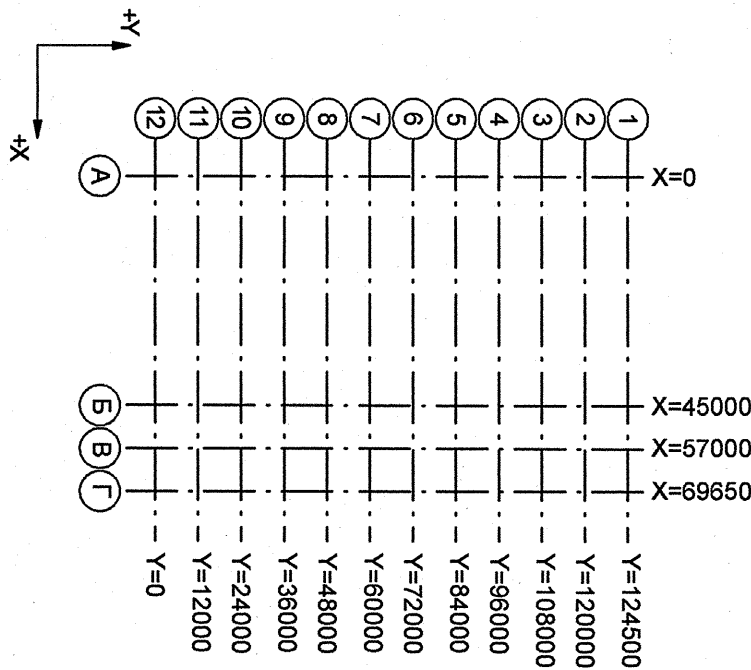 +Y
+X
12
11
10
9
8
7
6
5
4
3
2
1
А
X=0
Б
X=45000
В
X=57000
Г
X=69650
Y=0
Y=12000
Y=24000
Y=36000
Y=48000
Y=60000
Y=72000
Y=84000
Y=96000
Y=108000
Y=120000
Y=124500